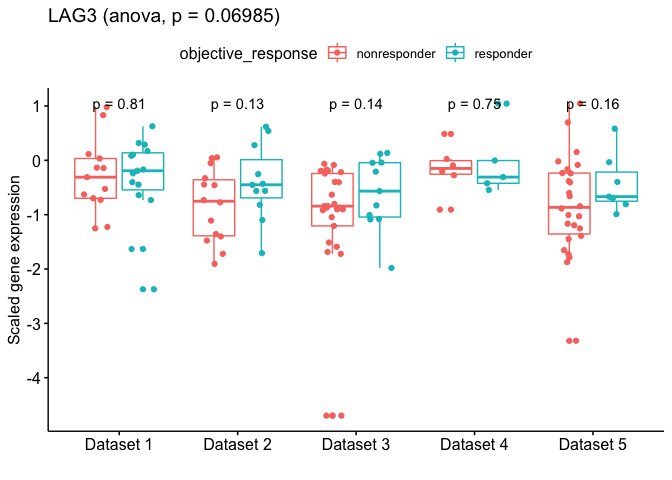 LAG3 (anova, p = 0.06985)
objective_response nonresponder responder
p = 0.81 p = 0.13 p = 0.14 p = 0.75 p = 0.16
1
0
-1
-2
-3
-4
Scaled gene expression
Dataset 1 Dataset 2 Dataset 3 Dataset 4 Dataset 5